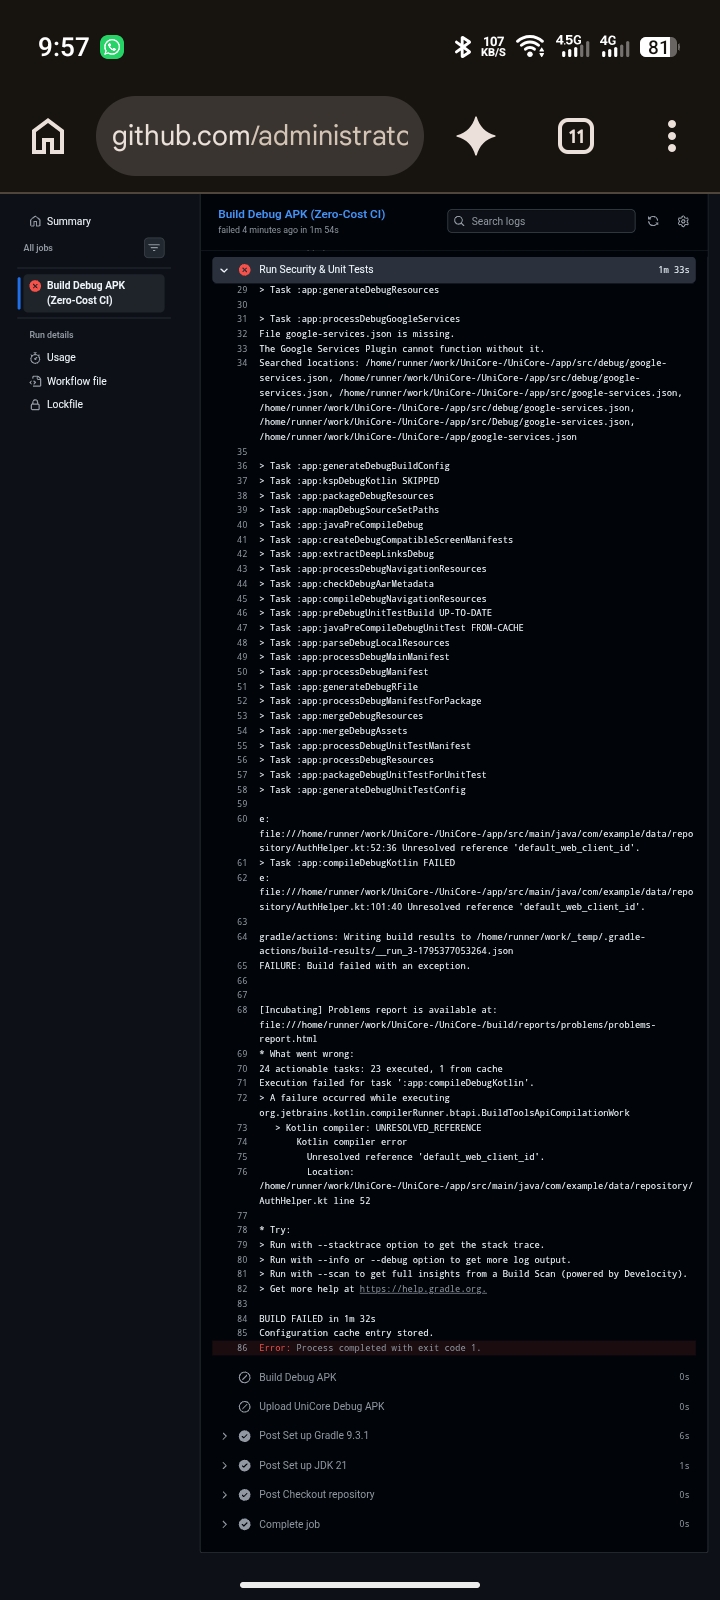 9:57
107
KB/S
4.5G
4G
81
github.com/administratc
11
Summary
All jobs
Build Debug APK
(Zero-Cost CI)
Run details
Usage
Workflow file
Lockfile
Build Debug APK (Zero-Cost CI)
failed 4 minutes ago in 1m 54s
Search logs
Run Security & Unit Tests
1m 33s
29 > Task :app:generateDebugResources
30
31 > Task :app:processDebugGoogleServices
32 File google-services.json is missing.
33 The Google Services Plugin cannot function without it.
34 Searched locations: /home/runner/work/UniCore-/UniCore-/app/src/debug/google-
services.json, /home/runner/work/UniCore-/UniCore-/app/src/debug/google-
services.json, /home/runner/work/UniCore-/UniCore-/app/src/google-services.json,
/home/runner/work/UniCore-/UniCore-/app/src/debug/google-services.json,
/home/runner/work/UniCore-/UniCore-/app/src/Debug/google-services.json,
/home/runner/work/UniCore-/UniCore-/app/google-services.json
35
36 > Task :app:generateDebugBuildConfig
37 > Task :app:kspDebugKotlin SKIPPED
38 > Task :app:packageDebugResources
39 > Task :app:mapDebugSourceSetPaths
40 > Task :app:javaPreCompileDebug
41 > Task :app:createDebugCompatibleScreenManifests
42 > Task :app:extractDeepLinksDebug
43 > Task :app:processDebugNavigationResources
44 > Task :app:checkDebugAarMetadata
45 > Task :app:compileDebugNavigationResources
46 > Task :app:preDebugUnitTestBuild UP-TO-DATE
47 > Task :app:javaPreCompileDebugUnitTest FROM-CACHE
48 > Task :app:parseDebugLocalResources
49 > Task :app:processDebugMainManifest
50 > Task :app:processDebugManifest
51 > Task :app:generateDebugRFile
52 > Task :app:processDebugManifestForPackage
53 > Task :app:mergeDebugResources
54 > Task :app:mergeDebugAssets
55 > Task :app:processDebugUnitTestManifest
56 > Task :app:processDebugResources
57 > Task :app:packageDebugUnitTestForUnitTest
58 > Task :app:generateDebugUnitTestConfig
59
60 e:
file:///home/runner/work/UniCore-/UniCore-/app/src/main/java/com/example/data/repo
sitory/AuthHelper.kt:52:36 Unresolved reference 'default_web_client_id'.
61 > Task :app:compileDebugKotlin FAILED
62 e:
file:///home/runner/work/UniCore-/UniCore-/app/src/main/java/com/example/data/repo
sitory/AuthHelper.kt:101:40 Unresolved reference 'default_web_client_id'.
63
64 gradle/actions: Writing build results to /home/runner/work/_temp/.gradle-
actions/build-results/__run_3-1795377053264.json
65 FAILURE: Build failed with an exception.
66
67
68 [Incubating] Problems report is available at:
file:///home/runner/work/UniCore-/UniCore-/build/reports/problems/problems-
report.html
69 * What went wrong:
70 24 actionable tasks: 23 executed, 1 from cache
71 Execution failed for task ':app:compileDebugKotlin'.
72 > A failure occurred while executing
org.jetbrains.kotlin.compilerRunner.btapi.BuildToolsApiCompilationWork
73 > Kotlin compiler: UNRESOLVED_REFERENCE
74 Kotlin compiler error
75 Unresolved reference 'default_web_client_id'.
76 Location:
/home/runner/work/UniCore-/UniCore-/app/src/main/java/com/example/data/repository/
AuthHelper.kt line 52
77
78 * Try:
79 > Run with --stacktrace option to get the stack trace.
80 > Run with --info or --debug option to get more log output.
81 > Run with --scan to get full insights from a Build Scan (powered by Develocity).
82 > Get more help at https://help.gradle.org.
83
84 BUILD FAILED in 1m 32s
85 Configuration cache entry stored.
86 Error: Process completed with exit code 1.
Build Debug APK 0s
Upload UniCore Debug APK 0s
Post Set up Gradle 9.3.1 6s
Post Set up JDK 21 1s
Post Checkout repository 0s
Complete job 0s